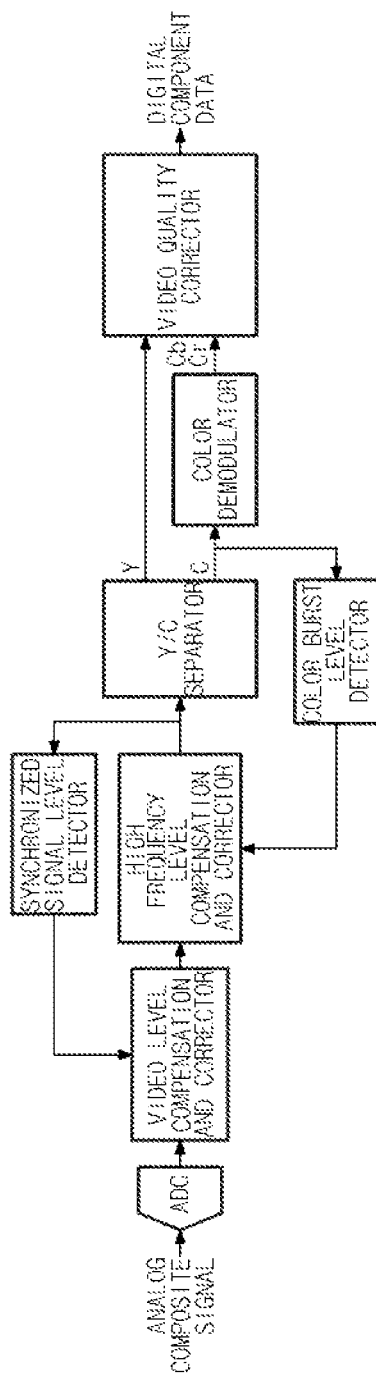 ANALOG
COMPOSITE
SIGNAL
ADC
VIDEO LEVEL
COMPENSATION
AND CORRECTOR
SYNCHRONIZED
SIGNAL LEVEL
DETECTOR
HIGH
FREQUENCY
LEVEL
COMPENSATION
AND CORRECTOR
Y/C
SEPARATOR
Y
C
COLOR BURST
LEVEL
DETECTOR
COLOR
DEMODULATOR
Cb
Cr
VIDEO QUALITY
CORRECTOR
DIGITAL
COMPONENT
DATA